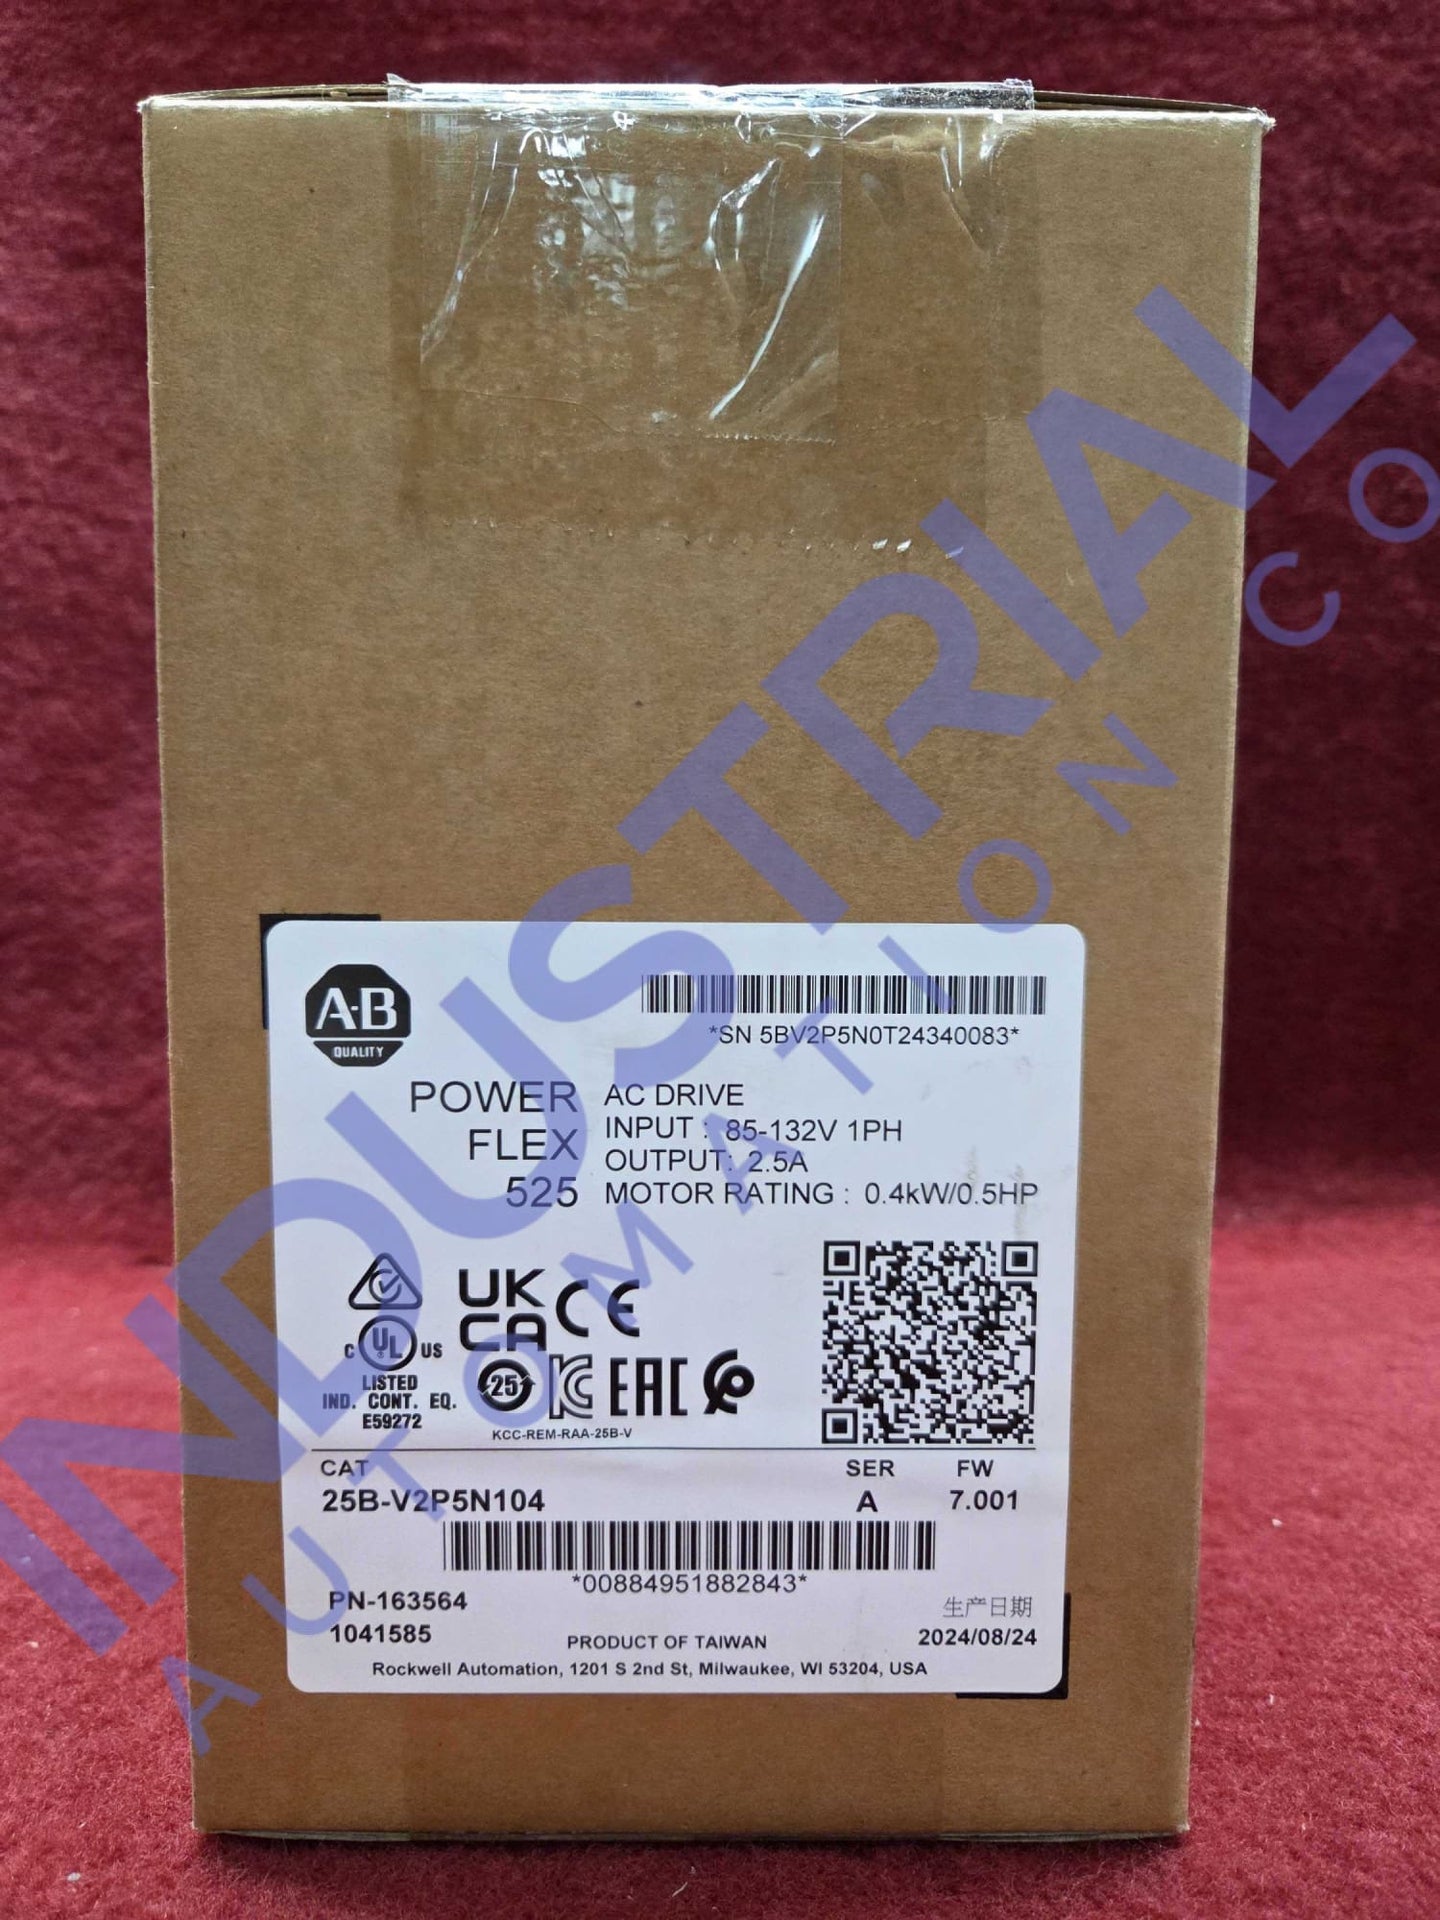 A-B
QUALITY
*SN 5BV2P5N0T24340083*
POWER
FLEX
525
AC DRIVE
INPUT : 85-132V 1PH
OUTPUT: 2.5A
MOTOR RATING : 0.4kW/0.5HP
UK
CA
CE
C UL US
®
LISTED
IND. CONT. EQ.
E59272
25
KC
EAC
KCC-REM-RAA-25B-V
CAT
SER
FW
25B-V2P5N104
A
7.001
*00884951882843*
PN-163564
1041585
PRODUCT OF TAIWAN
生产日期
2024/08/24
Rockwell Automation, 1201 S 2nd St, Milwaukee, WI 53204, USA
INDUSTRIAL
AUTOMATION CO